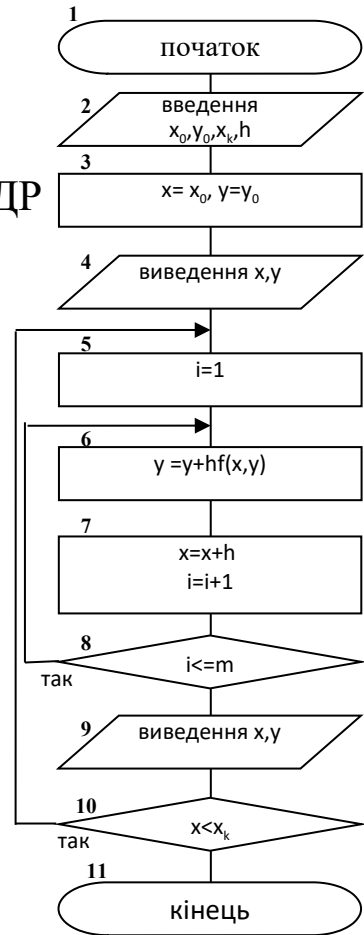 1
початок
2
введення
x₀,y₀,xₖ,h
ДР
3
x= x₀, y=y₀
4
виведення x,y
5
i=1
6
y =y+hf(x,y)
7
x=x+h
i=i+1
8
i<=m
так
9
виведення x,y
10
x<xₖ
так
11
кінець